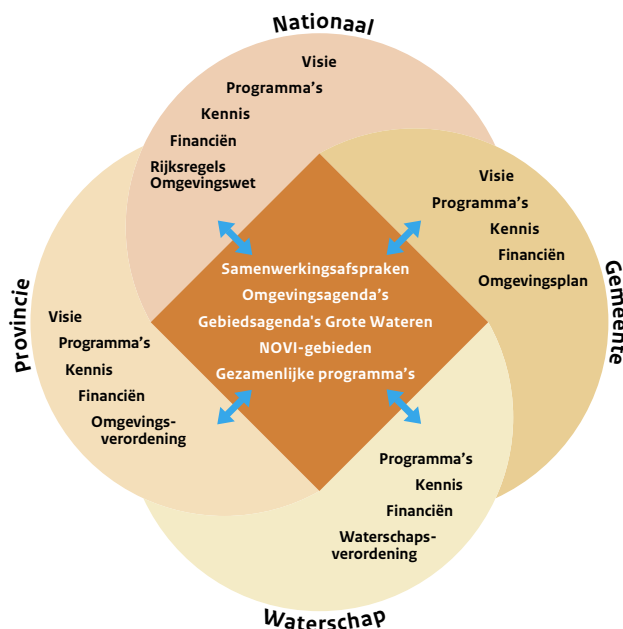 Nationaal
Visie
Programma’s
Kennis
Financiën
Rijksregels
Omgevingswet
Gemeente
Visie
Programma’s
Kennis
Financiën
Omgevingsplan
Samenwerkingsafspraken
Omgevingsagenda’s
Gebiedsagenda's Grote Wateren
NOVI-gebieden
Gezamenlijke programma’s
Provincie
Visie
Programma’s
Kennis
Financiën
Omgevings-
verordening
Programma’s
Kennis
Financiën
Waterschaps-
verordening
Waterschap